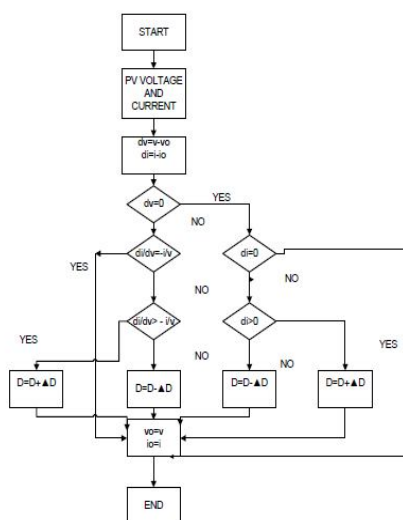 START
PV VOLTAGE
AND
CURRENT
dv=v-vo
di=i-io
dv=0
YES
NO
di/dv=-i/v
di=0
YES
NO
NO
di/dv> - i/v
di>0
YES
NO
NO
YES
D=D+▲D
D=D-▲D
D=D-▲D
D=D+▲D
vo=v
io=i
END